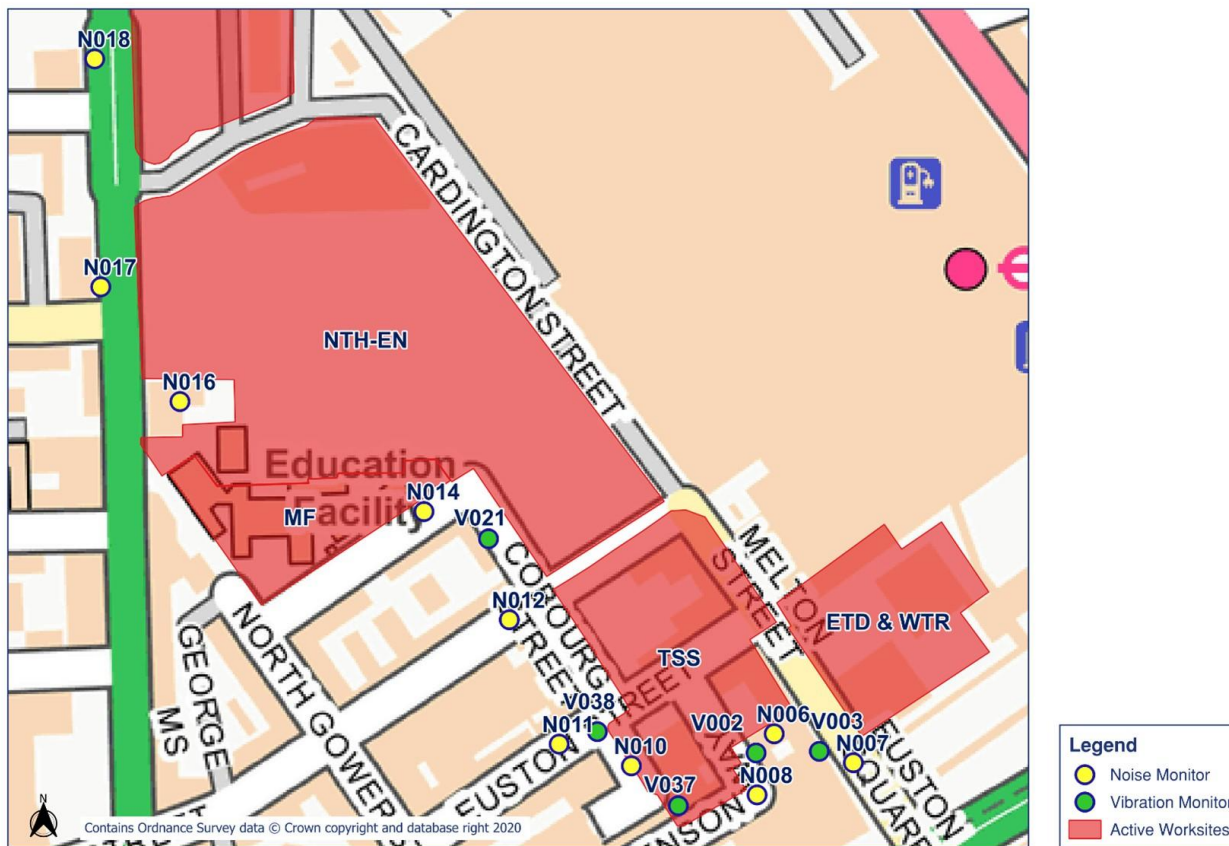 N018
CARDINGTON STREET
N017
NTH-EN
N016
Education
Facility
N014
MF
V021
COBOURG
STREET
N012
MELTON
STREET
ETD & WTR
TSS
NORTH GOWER
GEORGE
MS
V038
N011
EUSTON STREET
N010
V002
N006
V003
N007
WAY
V037
N008
EUSTON
SQUARE
N
Contains Ordnance Survey data © Crown copyright and database right 2020
Legend
Noise Monitor
Vibration Monitor
Active Worksites